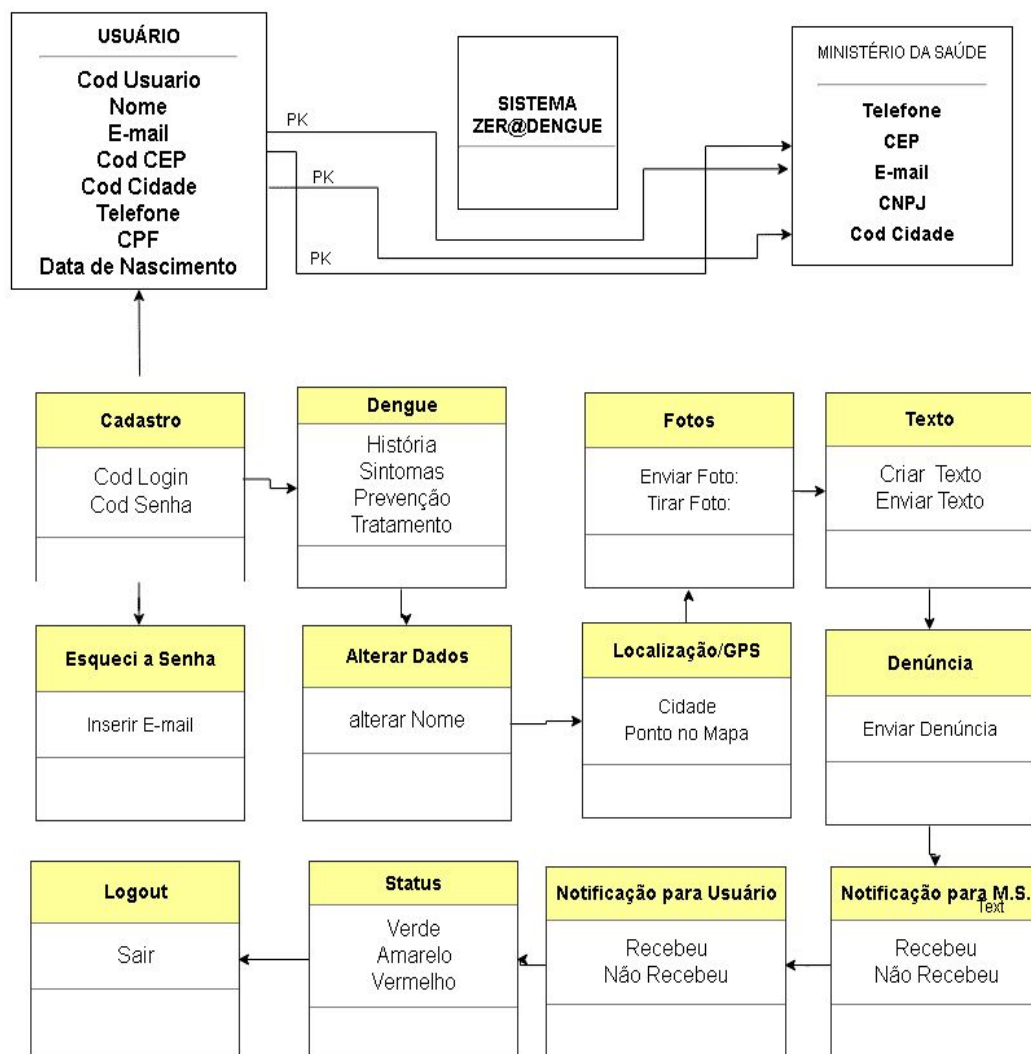 USUÁRIO
Cod Usuario
Nome
E-mail
Cod CEP
Cod Cidade
Telefone
CPF
Data de Nascimento
PK
PK
PK
SISTEMA
ZER@DENGUE
MINISTÉRIO DA SAÚDE
Telefone
CEP
E-mail
CNPJ
Cod Cidade
Cadastro
Cod Login
Cod Senha
Dengue
História
Sintomas
Prevenção
Tratamento
Fotos
Enviar Foto:
Tirar Foto:
Texto
Criar Texto
Enviar Texto
Esqueci a Senha
Inserir E-mail
Alterar Dados
alterar Nome
Localização/GPS
Cidade
Ponto no Mapa
Denúncia
Enviar Denúncia
Logout
Sair
Status
Verde
Amarelo
Vermelho
Notificação para Usuário
Recebeu
Não Recebeu
Notificação para M.S.
Text
Recebeu
Não Recebeu